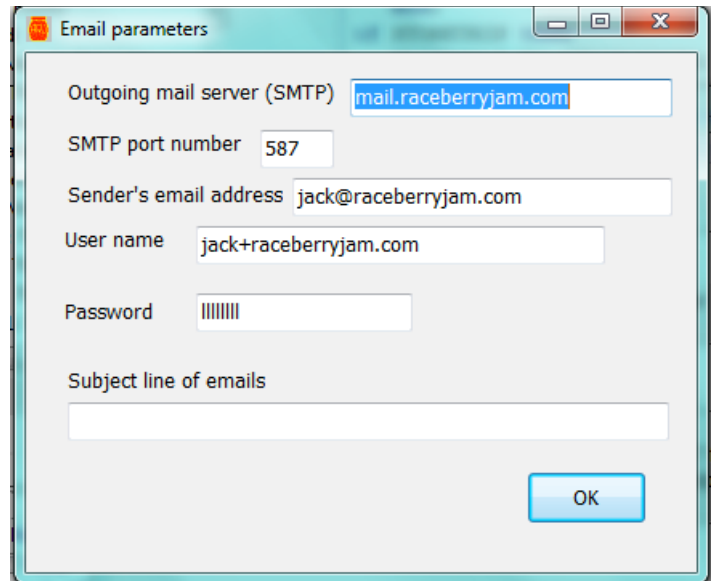 Email parameters
Outgoing mail server (SMTP) mail.raceberryjam.com
SMTP port number 587
Sender's email address jack@raceberryjam.com
User name jack+raceberryjam.com
Password llllllll
Subject line of emails
OK